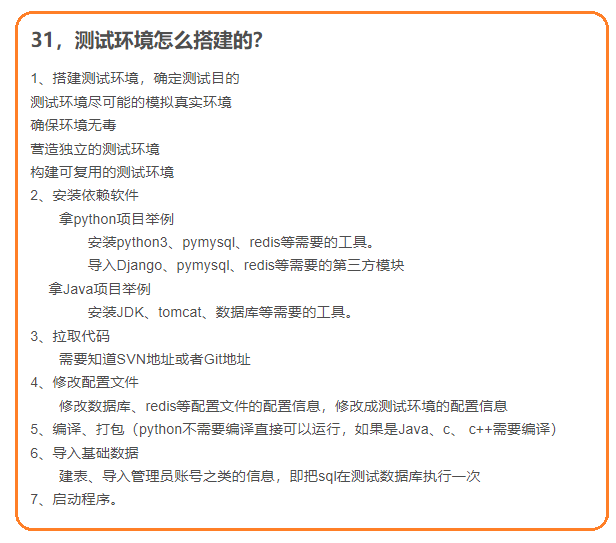 31，测试环境怎么搭建的?
1、搭建测试环境，确定测试目的
测试环境尽可能的模拟真实环境
确保环境无毒
营造独立的测试环境
构建可复用的测试环境
2、安装依赖软件
拿python项目举例
安装python3、pymysql、redis等需要的工具。
导入Django、pymysql、redis等需要的第三方模块
拿Java项目举例
安装JDK、tomcat、数据库等需要的工具。
3、拉取代码
需要知道SVN地址或者Git地址
4、修改配置文件
修改数据库、redis等配置文件的配置信息，修改成测试环境的配置信息
5、编译、打包（python不需要编译直接可以运行，如果是Java、c、 c++需要编译）
6、导入基础数据
建表、导入管理员账号之类的信息，即把sql在测试数据库执行一次
7、启动程序。